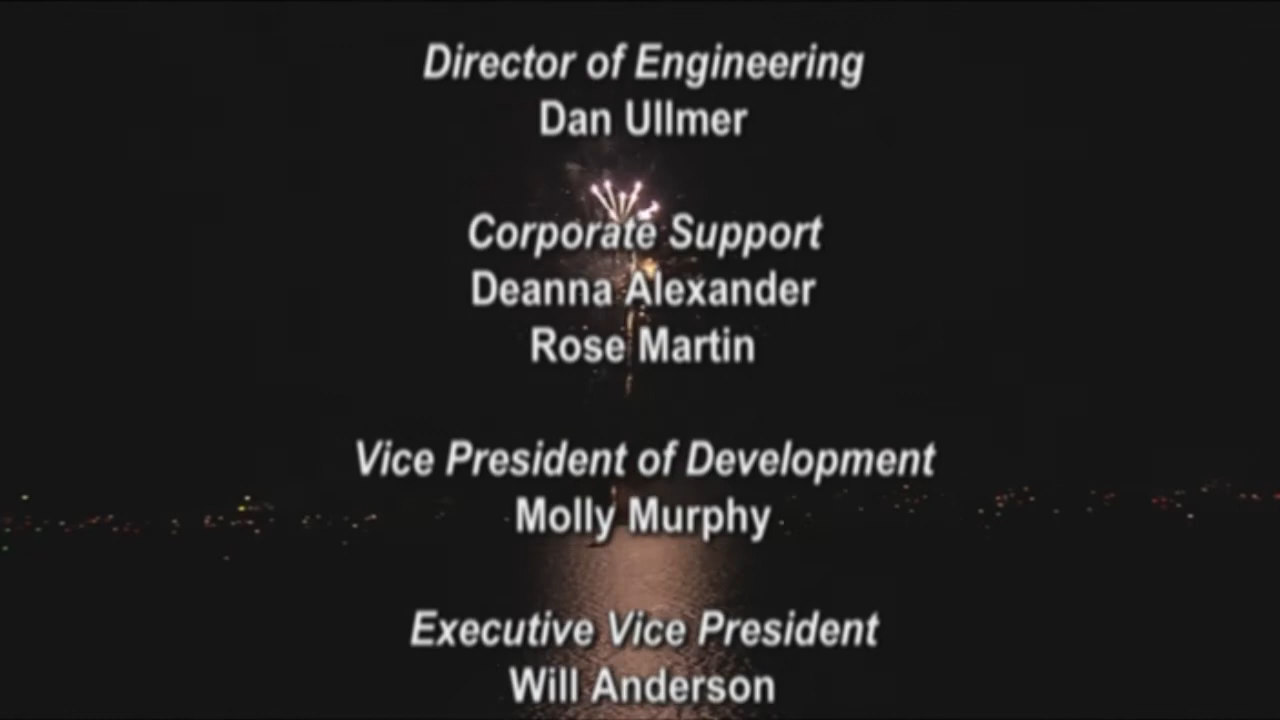 Director of Engineering
Dan Ullmer
Corporate Support
Deanna Alexander
Rose Martin
Vice President of Development
Molly Murphy
Executive Vice President
Will Anderson